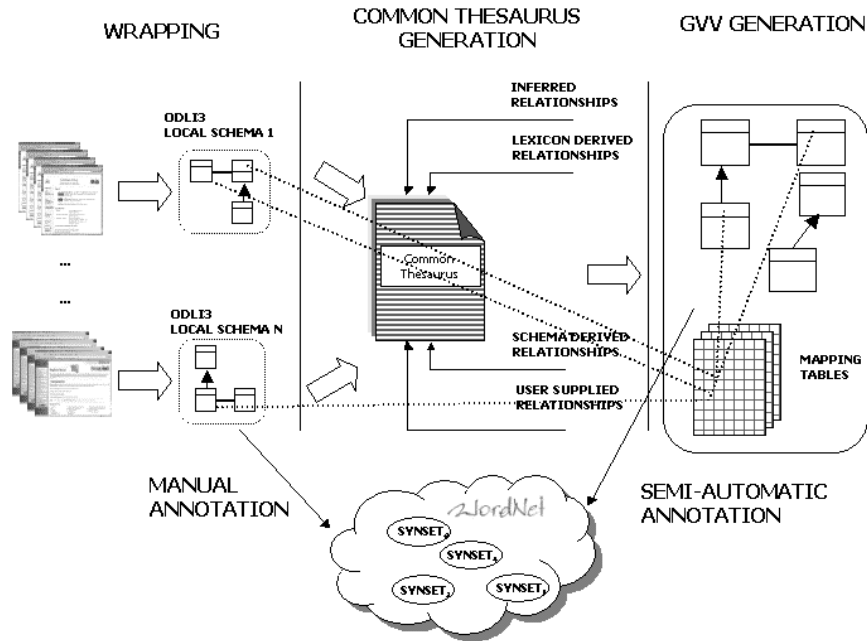 WRAPPING
COMMON THESAURUS
GENERATION
GVV GENERATION
INFERRED
RELATIONSHIPS
ODLI3
LOCAL SCHEMA 1
LEXICON DERIVED
RELATIONSHIPS
Common
Thesaurus
...
...
ODLI3
LOCAL SCHEMA N
SCHEMA DERIVED
RELATIONSHIPS
MAPPING
TABLES
USER SUPPLIED
RELATIONSHIPS
MANUAL
ANNOTATION
SEMI-AUTOMATIC
ANNOTATION
WordNet
SYNSET
SYNSET
SYNSET
SYNSET